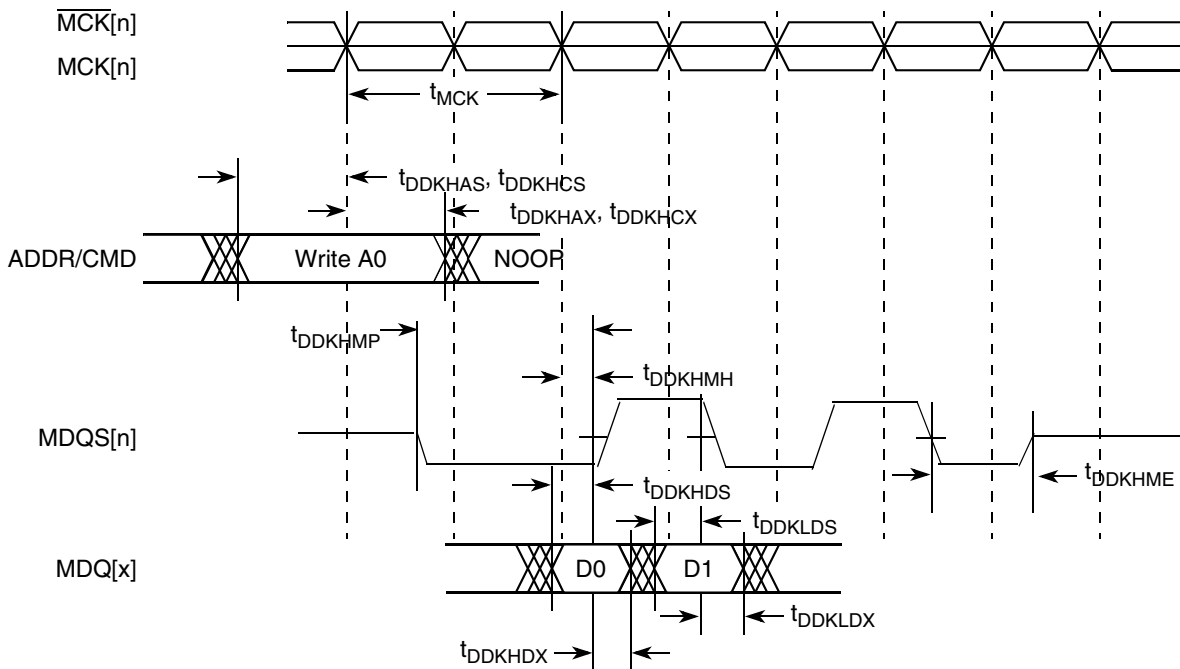 MCK[n]
MCK[n]
tMCK
tDDKHAS, tDDKHCS
tDDKHAX, tDDKHCX
ADDR/CMD
Write A0
NOOP
tDDKHMP
tDDKHMH
MDQS[n]
tDDKHDS
tDDKHME
tDDKLDS
MDQ[x]
D0
D1
tDDKLDX
tDDKHDX